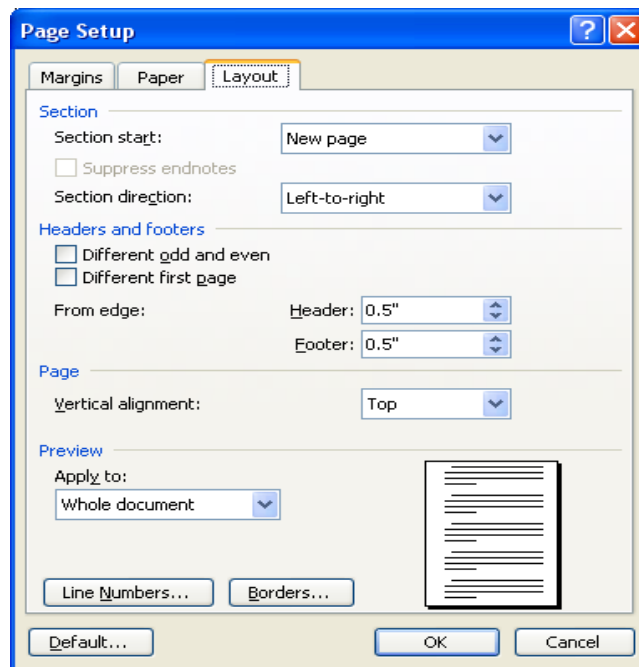 Page Setup
Margins Paper Layout
Section
Section start: New page
Suppress endnotes
Section direction: Left-to-right
Headers and footers
Different odd and even
Different first page
From edge: Header: 0.5"
Footer: 0.5"
Page
Vertical alignment: Top
Preview
Apply to:
Whole document
Line Numbers... Borders...
Default... OK Cancel